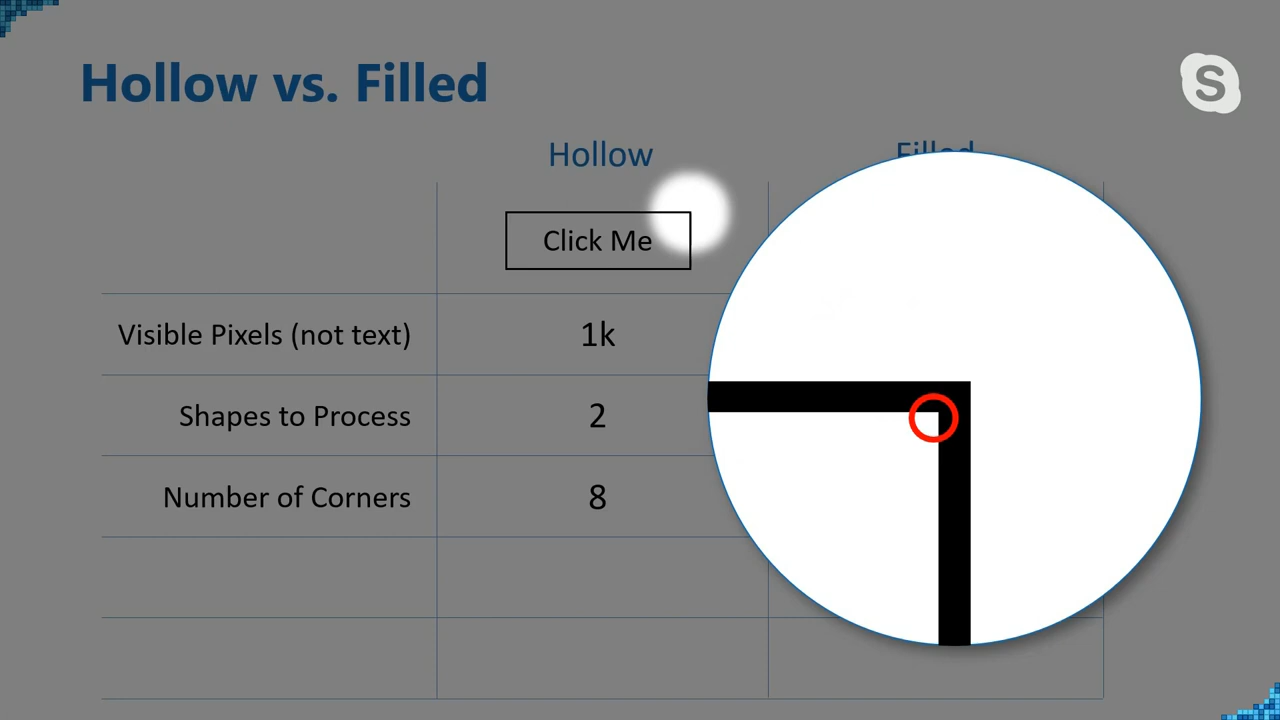 Hollow vs. Filled
S
Hollow
Filled
Click Me
Visible Pixels (not text)
1k
Shapes to Process
2
Number of Corners
8